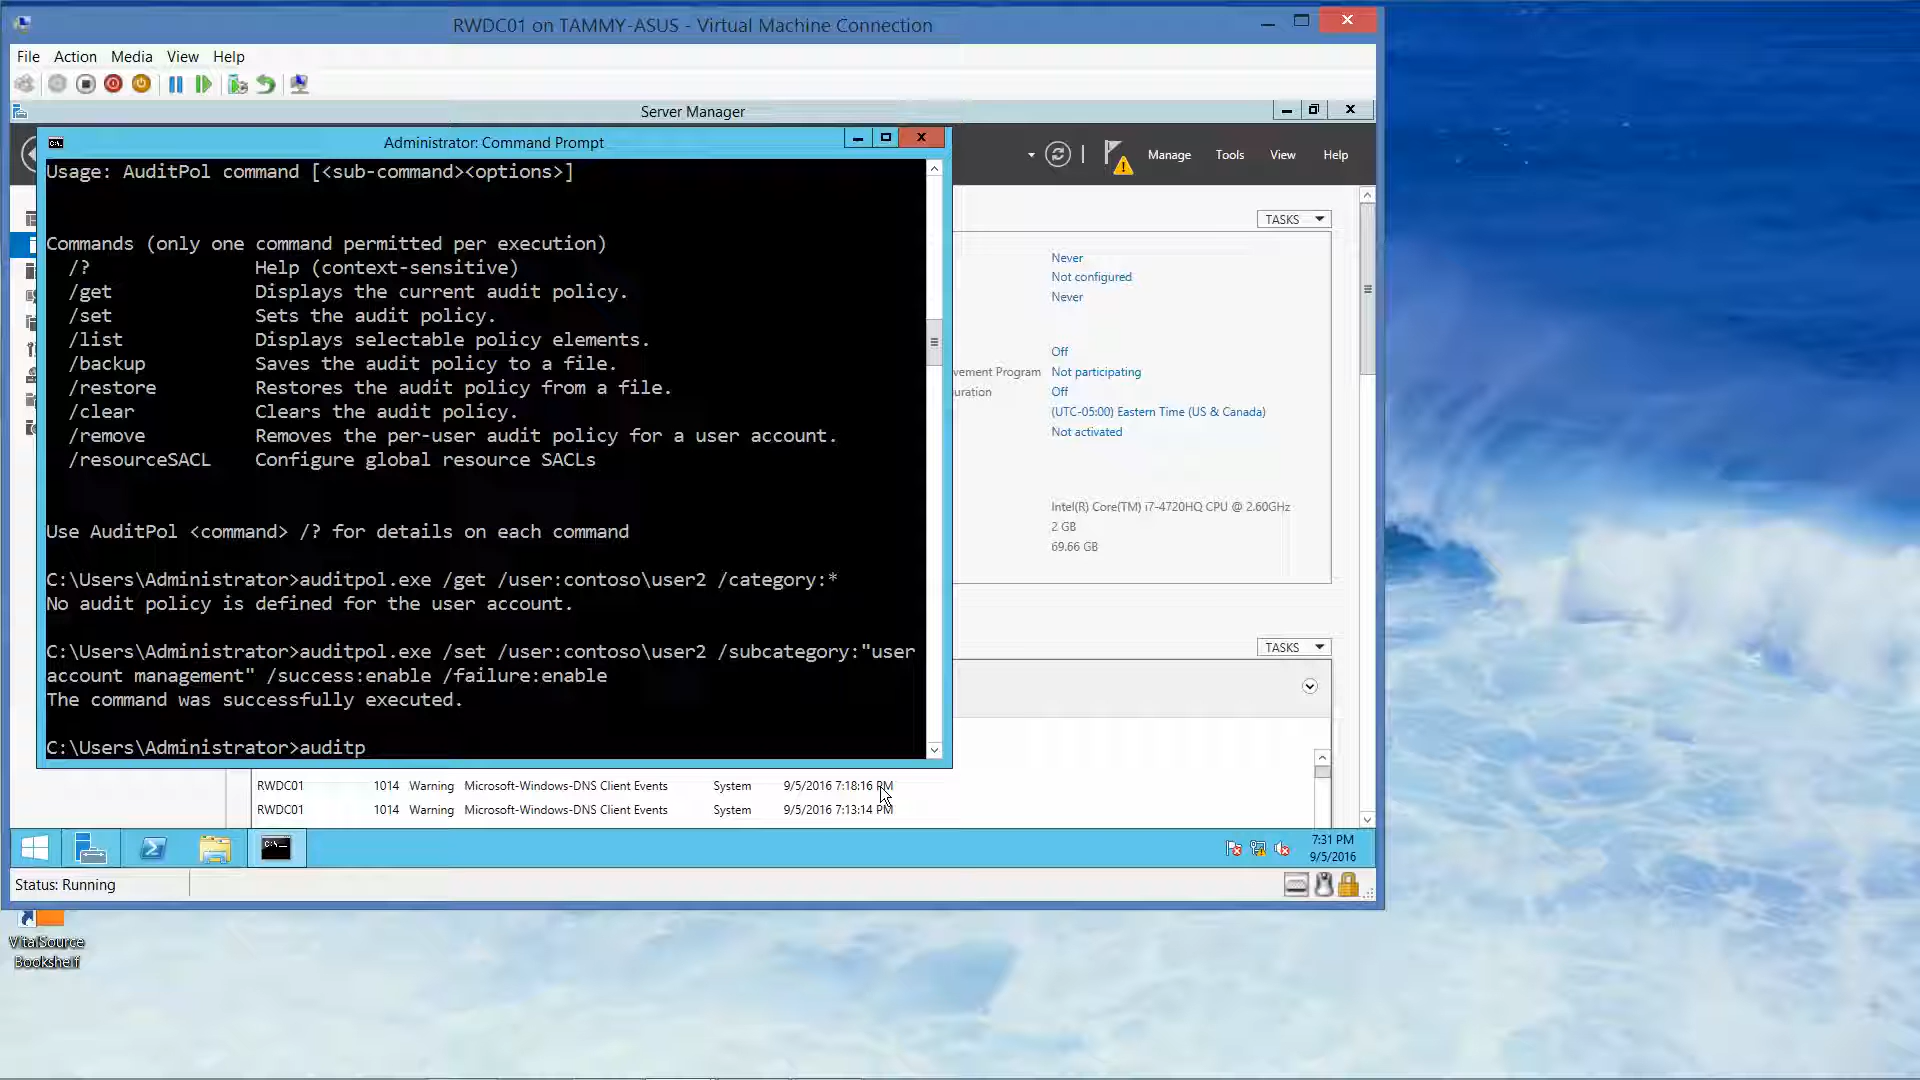 RWDC01 on TAMMY-ASUS - Virtual Machine Connection
File Action Media View Help
Server Manager
Manage Tools View Help
Administrator: Command Prompt
Usage: AuditPol command [<sub-command><options>]
Commands (only one command permitted per execution)
/? Help (context-sensitive)
/get Displays the current audit policy.
/set Sets the audit policy.
/list Displays selectable policy elements.
/backup Saves the audit policy to a file.
/restore Restores the audit policy from a file.
/clear Clears the audit policy.
/remove Removes the per-user audit policy for a user account.
/resourceSACL Configure global resource SACLs
Use AuditPol <command> /? for details on each command
C:\Users\Administrator>auditpol.exe /get /user:contoso\user2 /category:*
No audit policy is defined for the user account.
C:\Users\Administrator>auditpol.exe /set /user:contoso\user2 /subcategory:"user
account management" /success:enable /failure:enable
The command was successfully executed.
C:\Users\Administrator>auditp
TASKS
Never
Not configured
Never
Off
vement Program Not participating
uration Off
(UTC-05:00) Eastern Time (US & Canada)
Not activated
Intel(R) Core(TM) i7-4720HQ CPU @ 2.60GHz
2 GB
69.66 GB
TASKS
RWDC01 1014 Warning Microsoft-Windows-DNS Client Events System 9/5/2016 7:18:16 PM
RWDC01 1014 Warning Microsoft-Windows-DNS Client Events System 9/5/2016 7:13:14 PM
7:31 PM
9/5/2016
Status: Running
VitalSource
Bookshelf